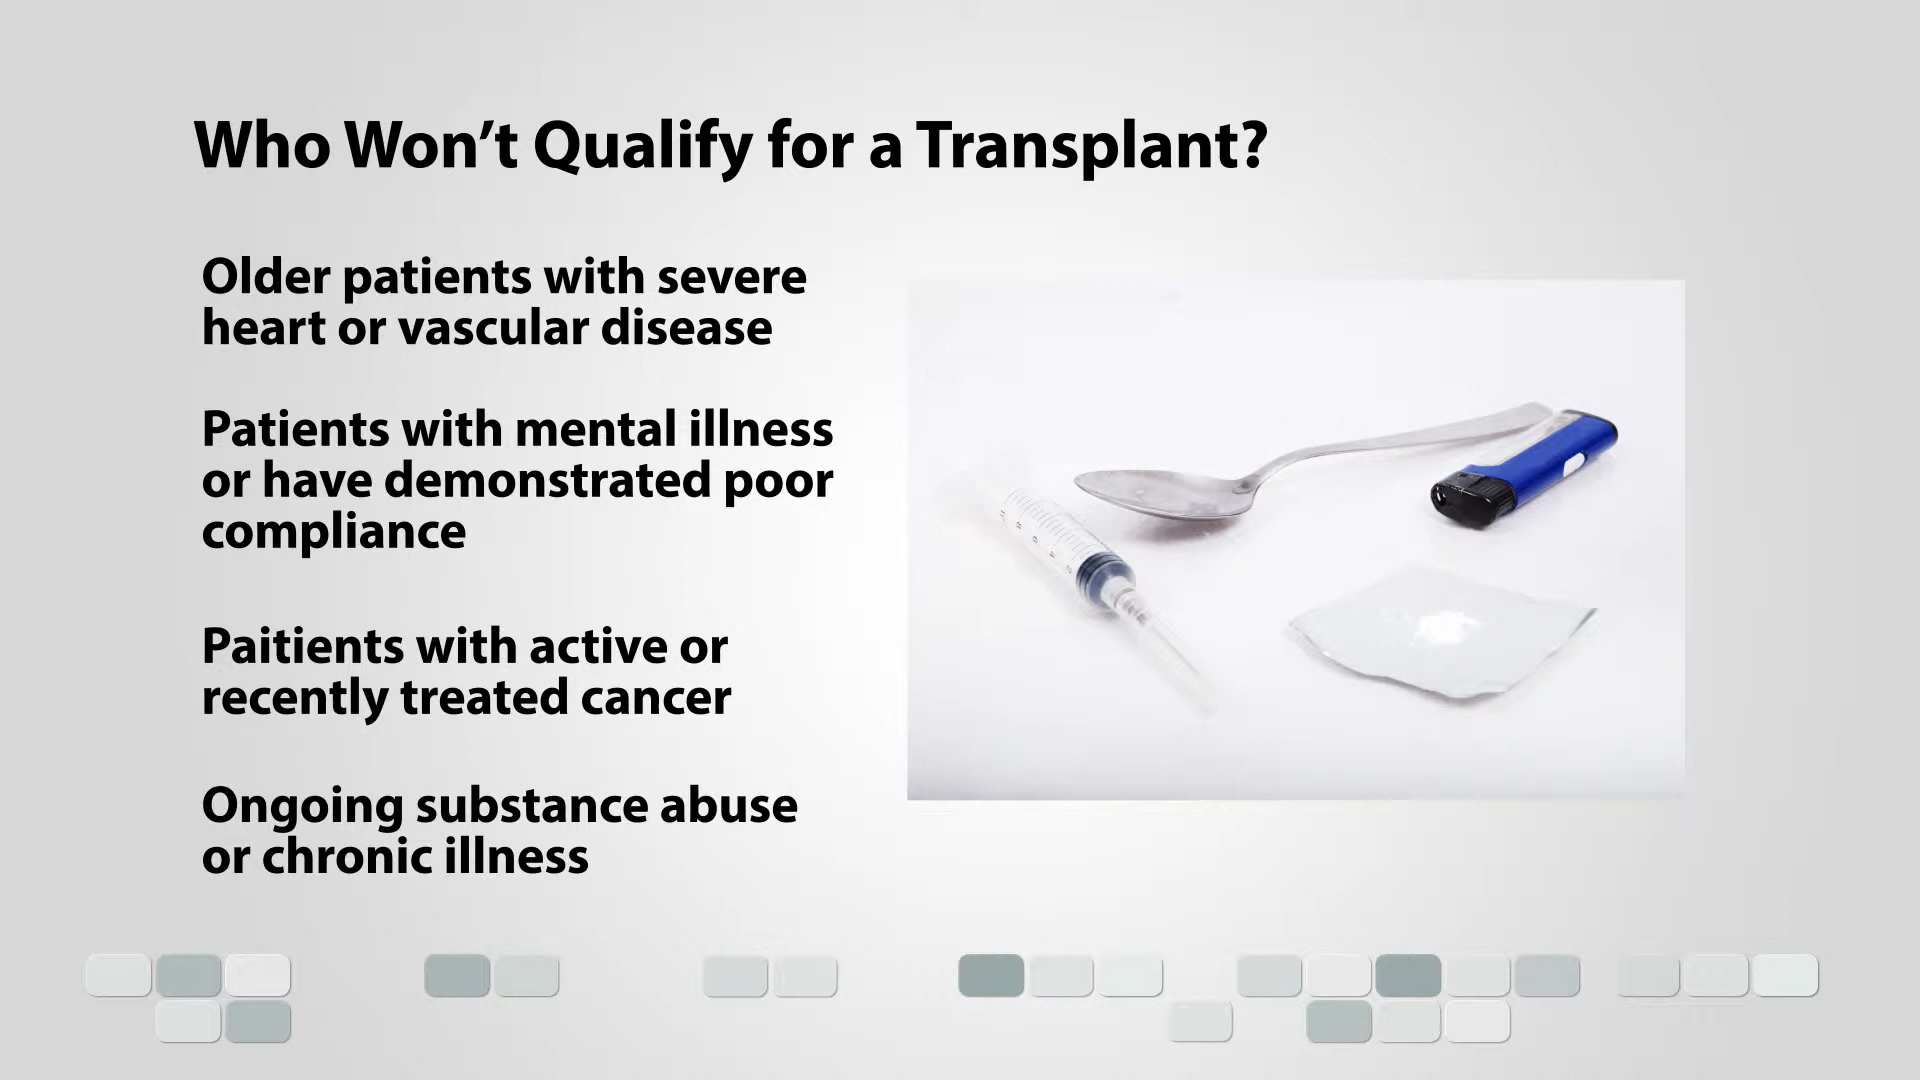 Who Won’t Qualify for a Transplant?
Older patients with severe
heart or vascular disease
Patients with mental illness
or have demonstrated poor
compliance
Paitients with active or
recently treated cancer
Ongoing substance abuse
or chronic illness